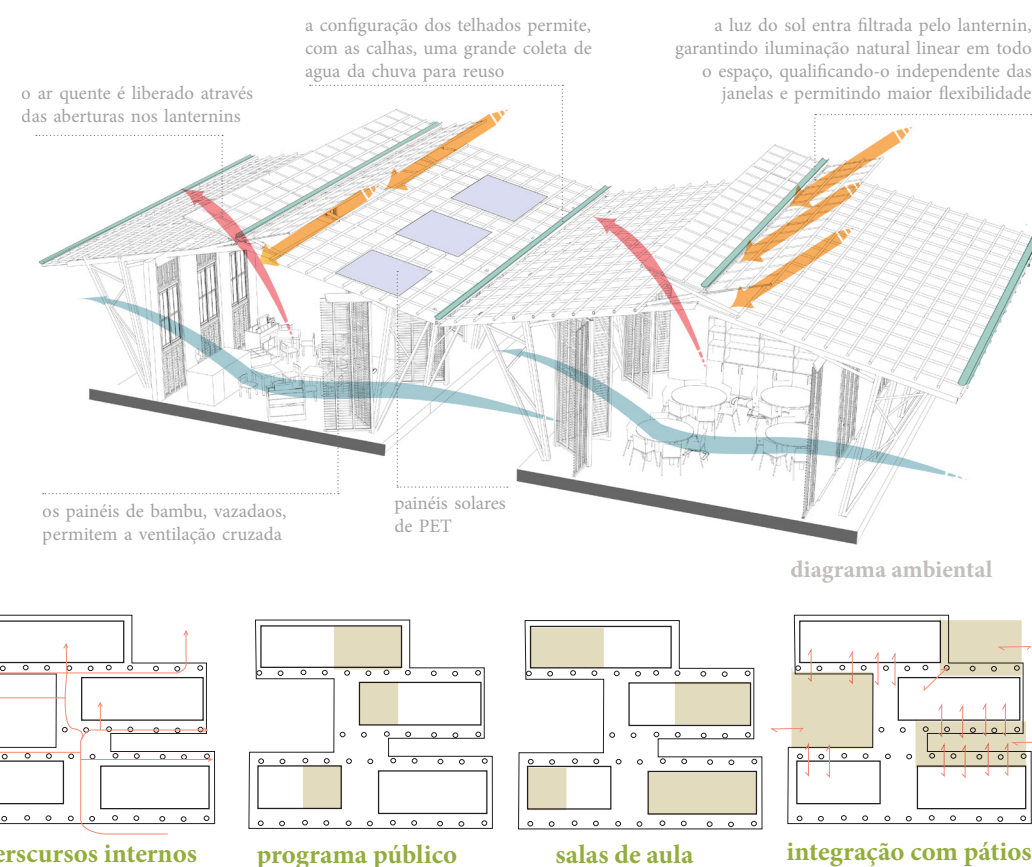 a configuração dos telhados permite,
com as calhas, uma grande coleta de
agua da chuva para reuso
a luz do sol entra filtrada pelo lanternin,
garantindo iluminação natural linear em todo
o espaço, qualificando-o independente das
janelas e permitindo maior flexibilidade
o ar quente é liberado através
das aberturas nos lanternins
os painéis de bambu, vazadaos,
permitem a ventilação cruzada
painéis solares
de PET
diagrama ambiental
erscursos internos
programa público
salas de aula
integração com pátios